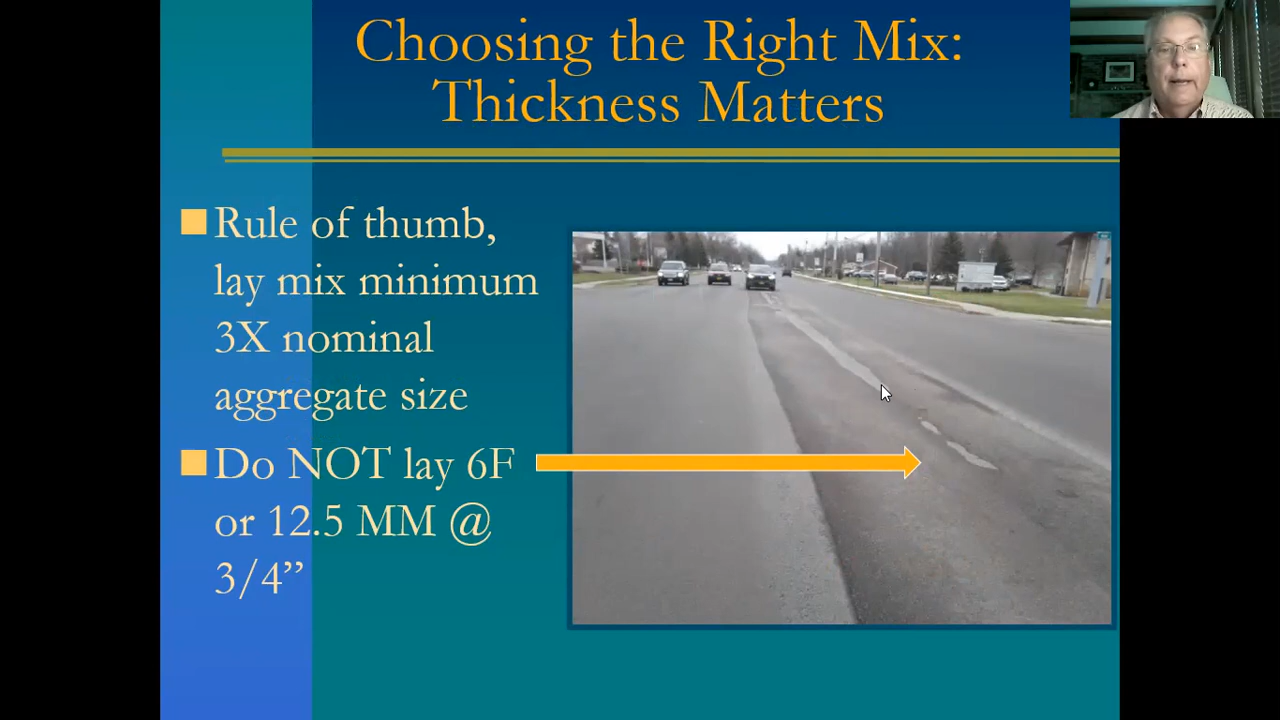 Choosing the Right Mix:
Thickness Matters
Rule of thumb,
lay mix minimum
3X nominal
aggregate size
Do NOT lay 6F
or 12.5 MM @
3/4”